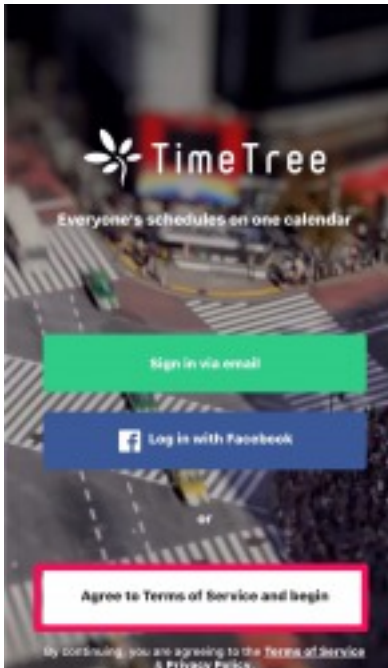 TimeTree
Everyone's schedules on one calendar
Sign in via email
Log in with Facebook
or
Agree to Terms of Service and begin
By continuing, you are agreeing to the Terms of Service
& Privacy Policy